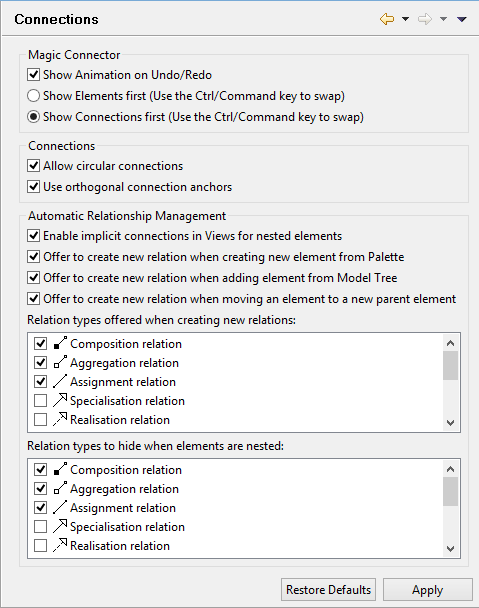 Connections
Magic Connector
Show Animation on Undo/Redo
Show Elements first (Use the Ctrl/Command key to swap)
Show Connections first (Use the Ctrl/Command key to swap)
Connections
Allow circular connections
Use orthogonal connection anchors
Automatic Relationship Management
Enable implicit connections in Views for nested elements
Offer to create new relation when creating new element from Palette
Offer to create new relation when adding element from Model Tree
Offer to create new relation when moving an element to a new parent element
Relation types offered when creating new relations:
Composition relation
Aggregation relation
Assignment relation
Specialisation relation
Realisation relation
Relation types to hide when elements are nested:
Composition relation
Aggregation relation
Assignment relation
Specialisation relation
Realisation relation
Restore Defaults Apply